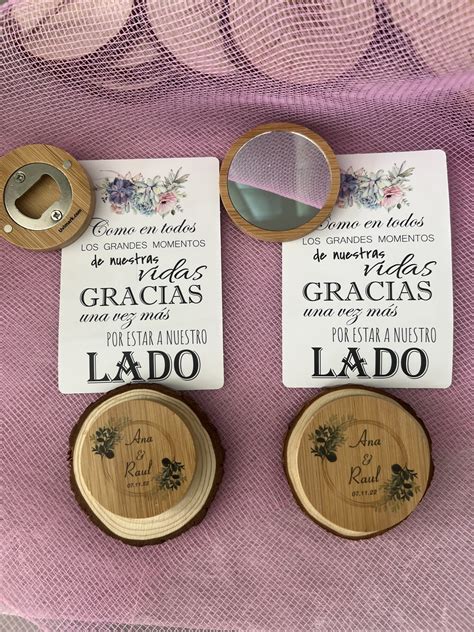 Como en todos
LOS GRANDES MOMENTOS
de nuestras
vidas
GRACIAS
una vez más
POR ESTAR A NUESTRO
LADO
Como en todos
LOS GRANDES MOMENTOS
de nuestras
vidas
GRACIAS
una vez más
POR ESTAR A NUESTRO
LADO
Ana
&
Raul
07.11.22
Ana
&
Raul
07.11.22